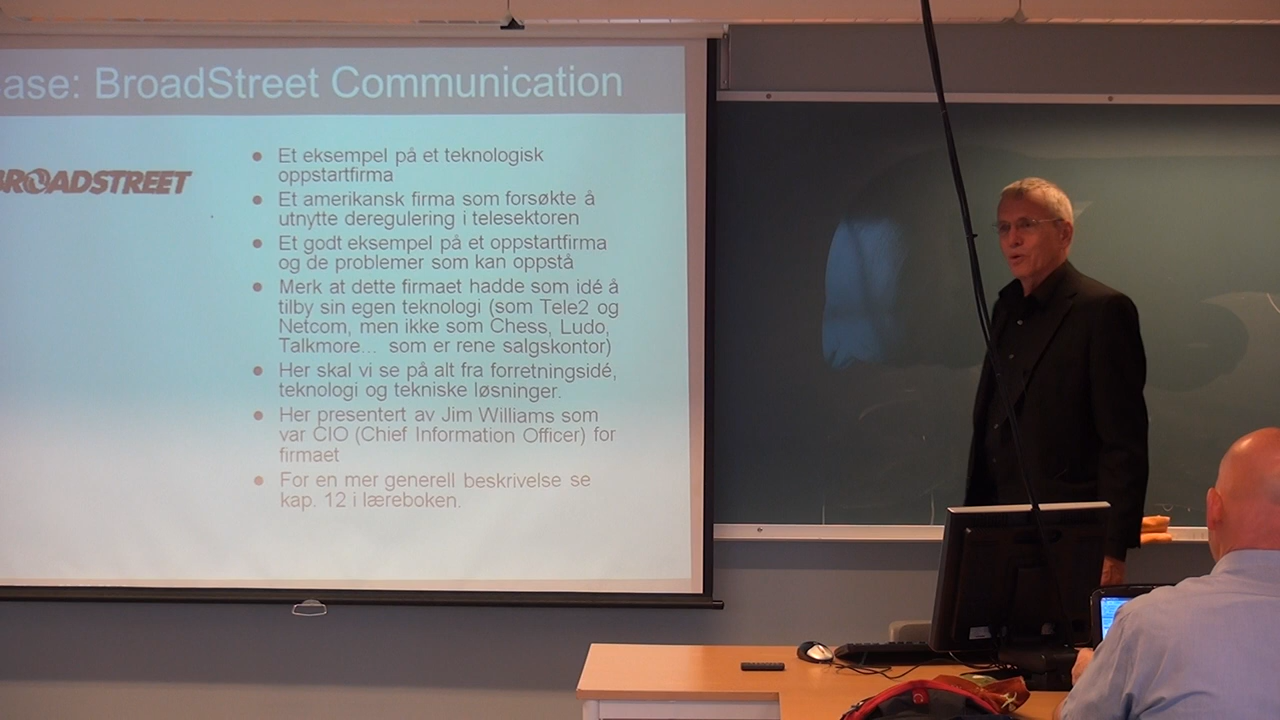 ase: BroadStreet Communication
BROADSTREET
Et eksempel på et teknologisk
oppstartfirma
Et amerikansk firma som forsøkte å
utnytte deregulering i telesektoren
Et godt eksempel på et oppstartfirma
og de problemer som kan oppstå
Merk at dette firmaet hadde som idé å
tilby sin egen teknologi (som Tele2 og
Netcom, men ikke som Chess, Ludo,
Talkmore... som er rene salgskontor)
Her skal vi se på alt fra forretningsidé,
teknologi og tekniske løsninger.
Her presentert av Jim Williams som
var CIO (Chief Information Officer) for
firmaet
For en mer generell beskrivelse se
kap. 12 i læreboken.